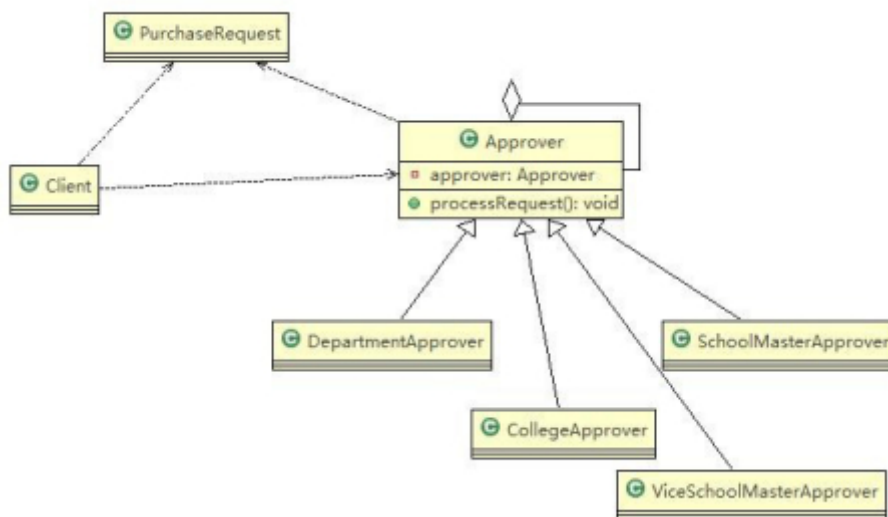 PurchaseRequest
Approver
Client
approver: Approver
processRequest(): void
DepartmentApprover
SchoolMasterApprover
CollegeApprover
ViceSchoolMasterApprover